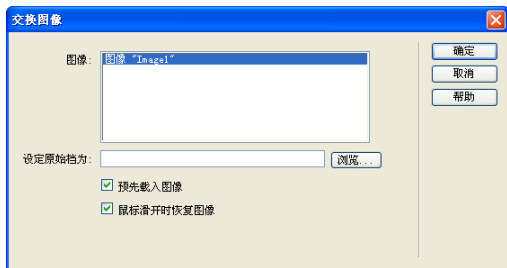 交换图像
图像: 图像 "Image1"
确定
取消
帮助
设定原始档为: 浏览...
预先载入图像
鼠标滑开时恢复图像